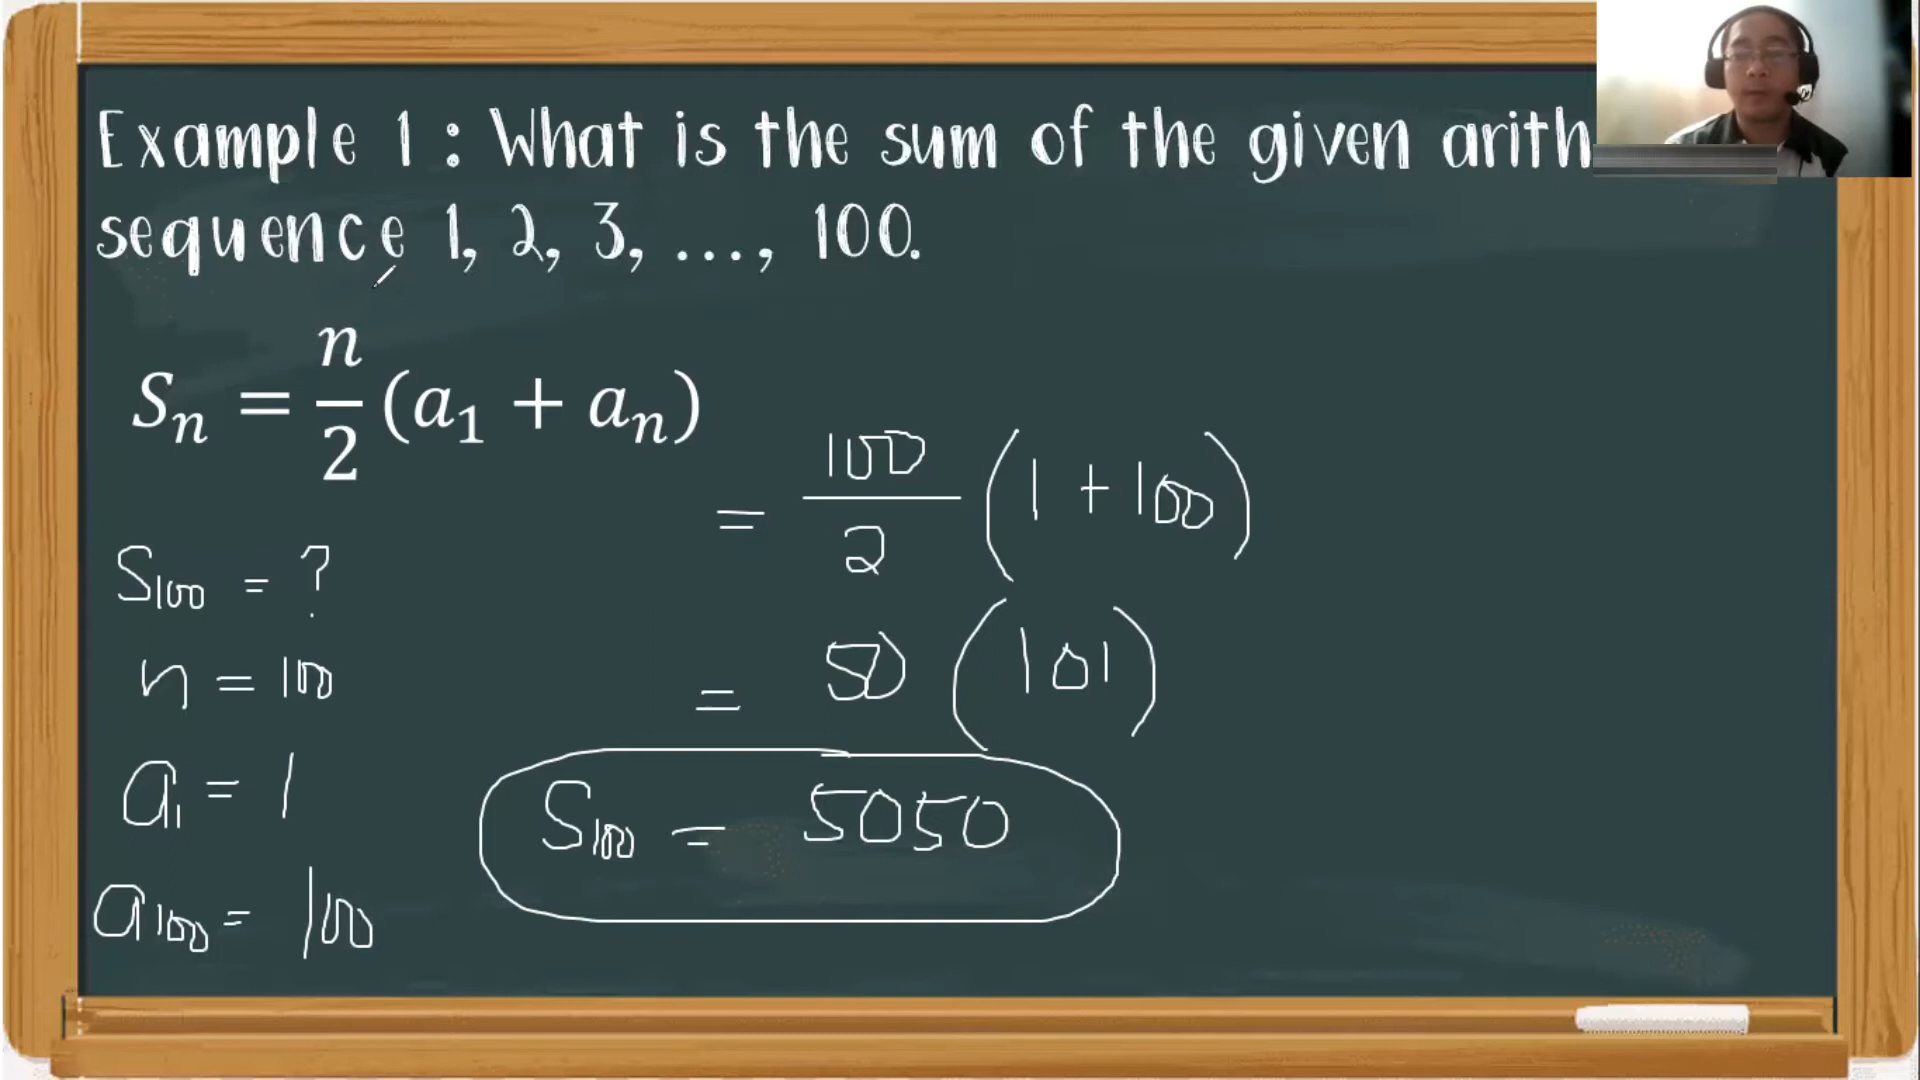 Example 1 : What is the sum of the given arith
sequence 1, 2, 3, ..., 100.
Sₙ = n/2 (a₁ + aₙ)
= 100/2 (1 + 100)
S₁₀₀ = ?
= 50 (101)
n = 100
a₁ = 1
S₁₀₀ = 5050
a₁₀₀ = 100